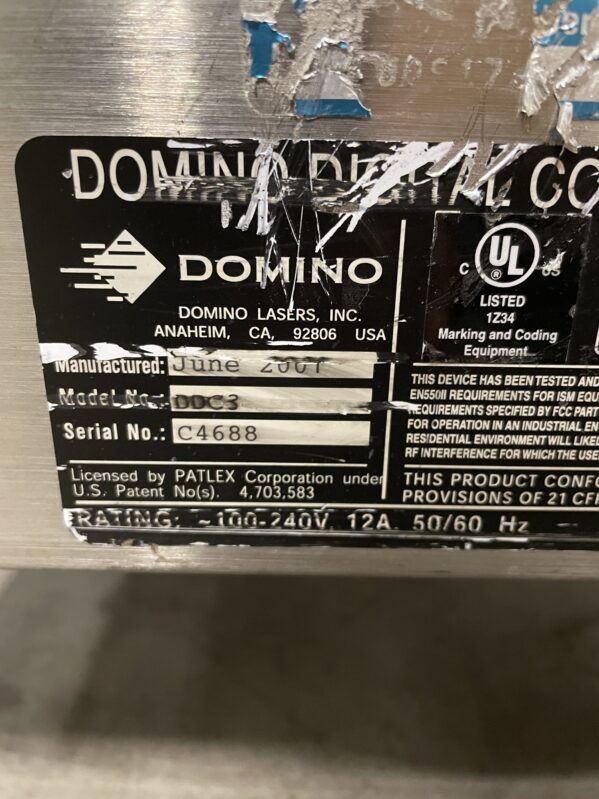 DOMINO DIGITAL CO
DOMINO
DOMINO LASERS, INC.
ANAHEIM, CA, 92806 USA
Manufactured: June 2001
Model No.: DDC3
Serial No.: C4688
Licensed by PATLEX Corporation under
U.S. Patent No(s). 4,703,583
RATING: ~100-240V, 12A, 50/60 Hz
C UL US
®
LISTED
1Z34
Marking and Coding
Equipment
THIS DEVICE HAS BEEN TESTED AND
EN55011 REQUIREMENTS FOR ISM EQU
REQUIREMENTS SPECIFIED BY FCC PART
FOR OPERATION IN AN INDUSTRIAL EN
RESIDENTIAL ENVIRONMENT WILL LIKEL
RF INTERFERENCE FOR WHICH THE USE
THIS PRODUCT CONFO
PROVISIONS OF 21 CF